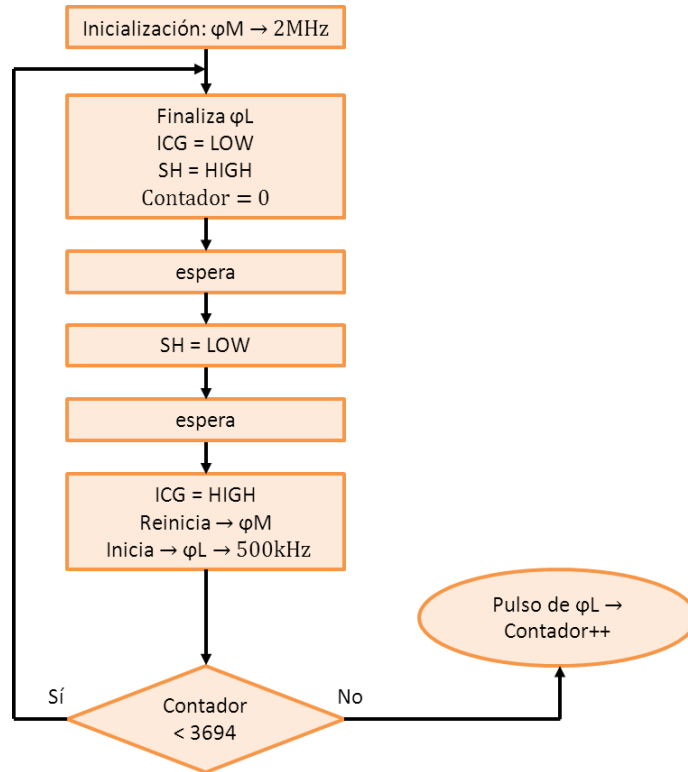 Inicialización: φM → 2MHz
Finaliza φL
ICG = LOW
SH = HIGH
Contador = 0
espera
SH = LOW
espera
ICG = HIGH
Reinicia → φM
Inicia → φL → 500kHz
Pulso de φL →
Contador++
Sí
No
Contador
< 3694